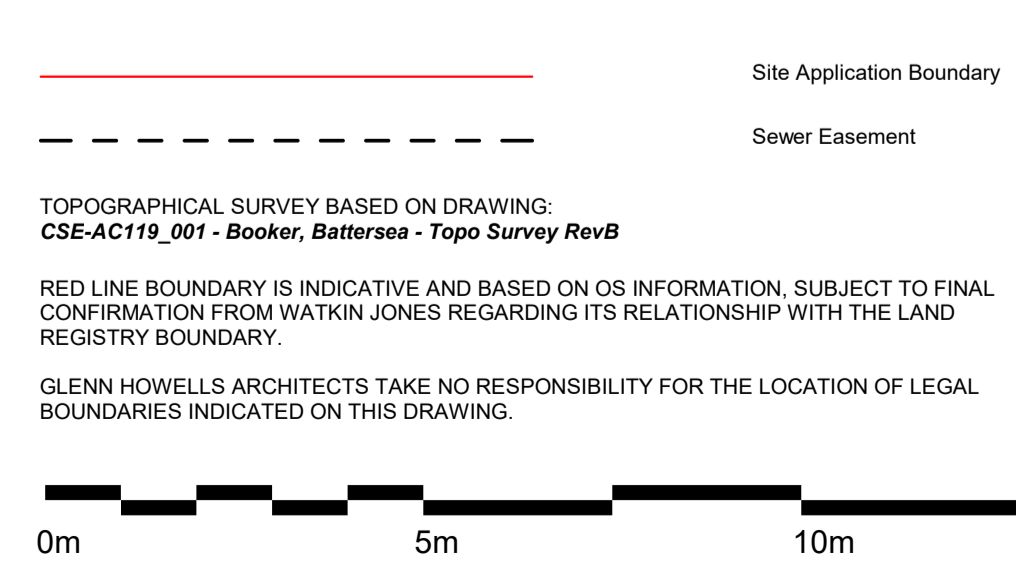 Site Application Boundary
Sewer Easement
TOPOGRAPHICAL SURVEY BASED ON DRAWING:
CSE-AC119_001 - Booker, Battersea - Topo Survey RevB
RED LINE BOUNDARY IS INDICATIVE AND BASED ON OS INFORMATION, SUBJECT TO FINAL
CONFIRMATION FROM WATKIN JONES REGARDING ITS RELATIONSHIP WITH THE LAND
REGISTRY BOUNDARY.
GLENN HOWELLS ARCHITECTS TAKE NO RESPONSIBILITY FOR THE LOCATION OF LEGAL
BOUNDARIES INDICATED ON THIS DRAWING.
0m 5m 10m